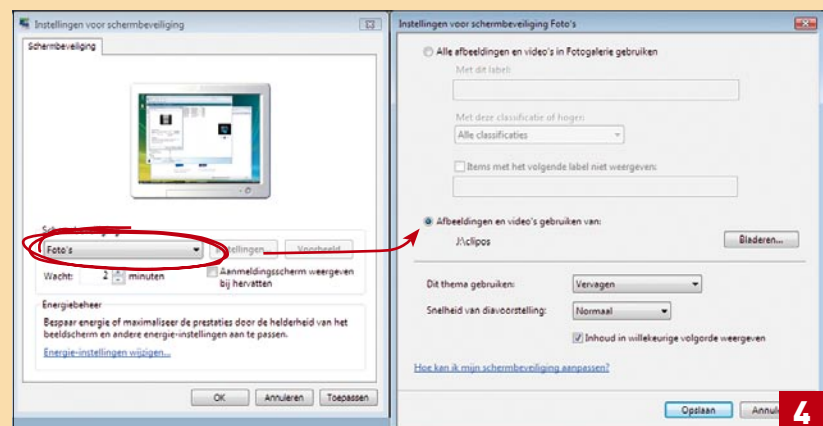 Instellingen voor schermbeveiliging
Schermbeveiliging
Foto's
Instellingen...
Voorbeeld
Wacht:
2
minuten
Aanmeldingsscherm weergeven
bij hervatten
Energiebeheer
Bespaar energie of maximaliseer de prestaties door de helderheid van het
beeldscherm en andere energie-instellingen aan te passen.
Energie-instellingen wijzigen...
OK
Annuleren
Toepassen
Instellingen voor schermbeveiliging Foto's
Alle afbeeldingen en video's in Fotogalerie gebruiken
Met dit label:
Met deze classificatie of hoger:
Alle classificaties
Items met het volgende label niet weergeven:
Afbeeldingen en video's gebruiken van:
J:\clipos
Bladeren...
Dit thema gebruiken:
Vervagen
Snelheid van diavoorstelling:
Normaal
Inhoud in willekeurige volgorde weergeven
Hoe kan ik mijn schermbeveiliging aanpassen?
Opslaan
4